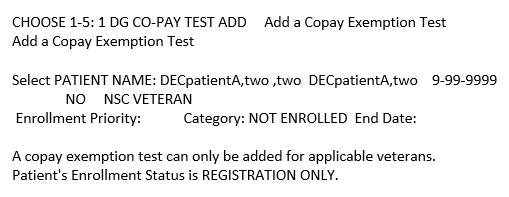 CHOOSE 1-5: 1 DG CO-PAY TEST ADD Add a Copay Exemption Test
Add a Copay Exemption Test
Select PATIENT NAME: DECpatientA,two ,two DECpatientA,two 9-99-9999
NO NSC VETERAN
Enrollment Priority: Category: NOT ENROLLED End Date:
A copay exemption test can only be added for applicable veterans.
Patient's Enrollment Status is REGISTRATION ONLY.